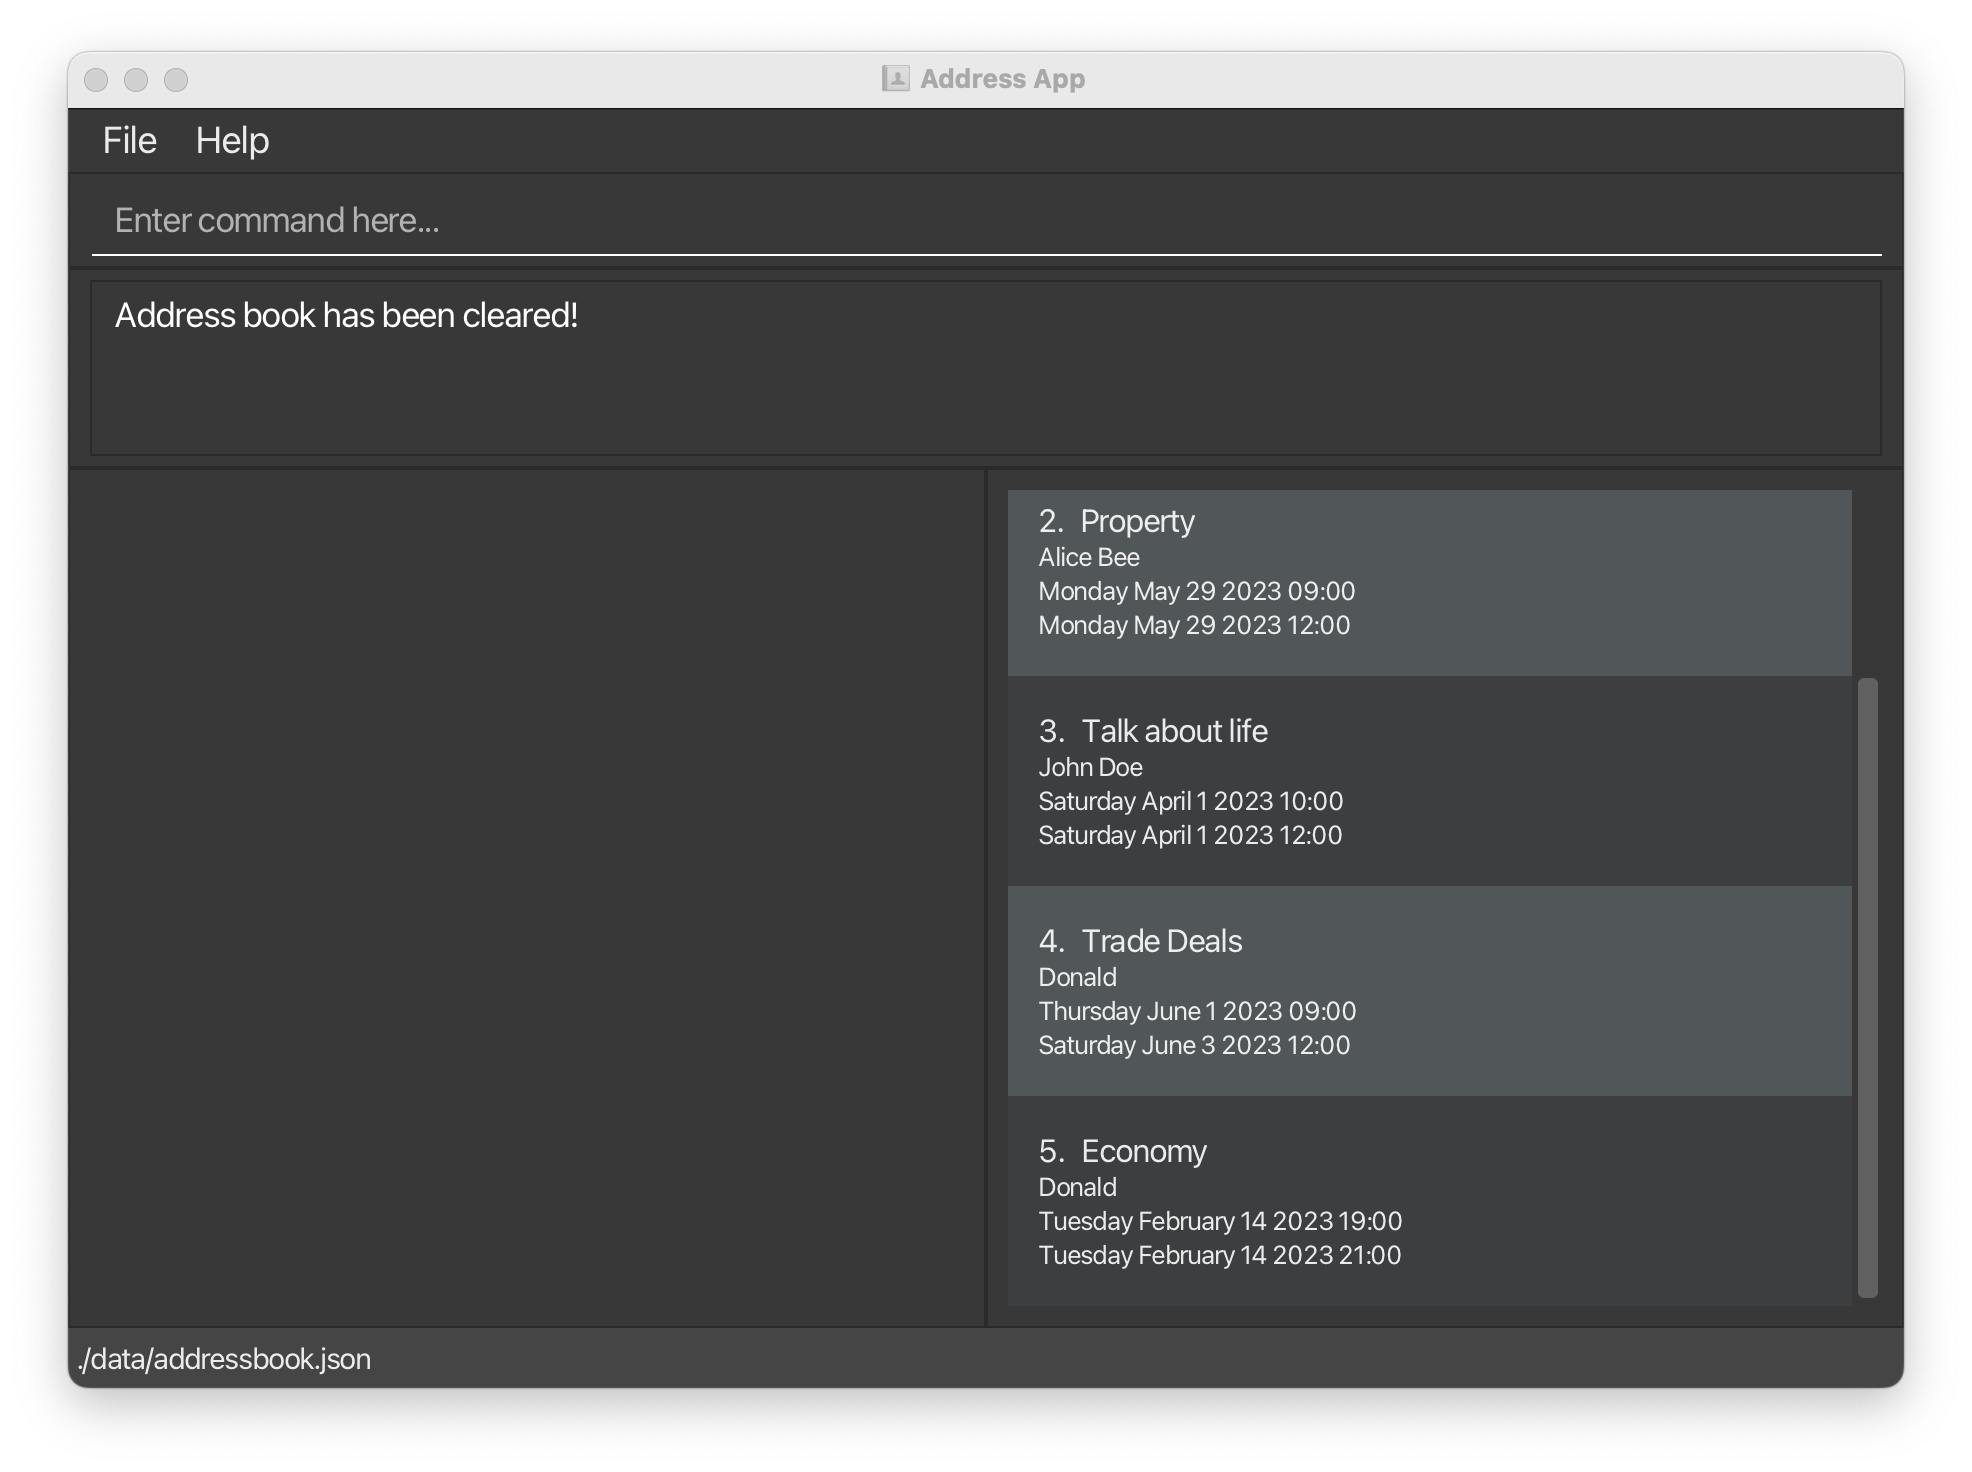 Address App
File Help
Enter command here...
Address book has been cleared!
2. Property
Alice Bee
Monday May 29 2023 09:00
Monday May 29 2023 12:00
3. Talk about life
John Doe
Saturday April 1 2023 10:00
Saturday April 1 2023 12:00
4. Trade Deals
Donald
Thursday June 1 2023 09:00
Saturday June 3 2023 12:00
5. Economy
Donald
Tuesday February 14 2023 19:00
Tuesday February 14 2023 21:00
./data/addressbook.json